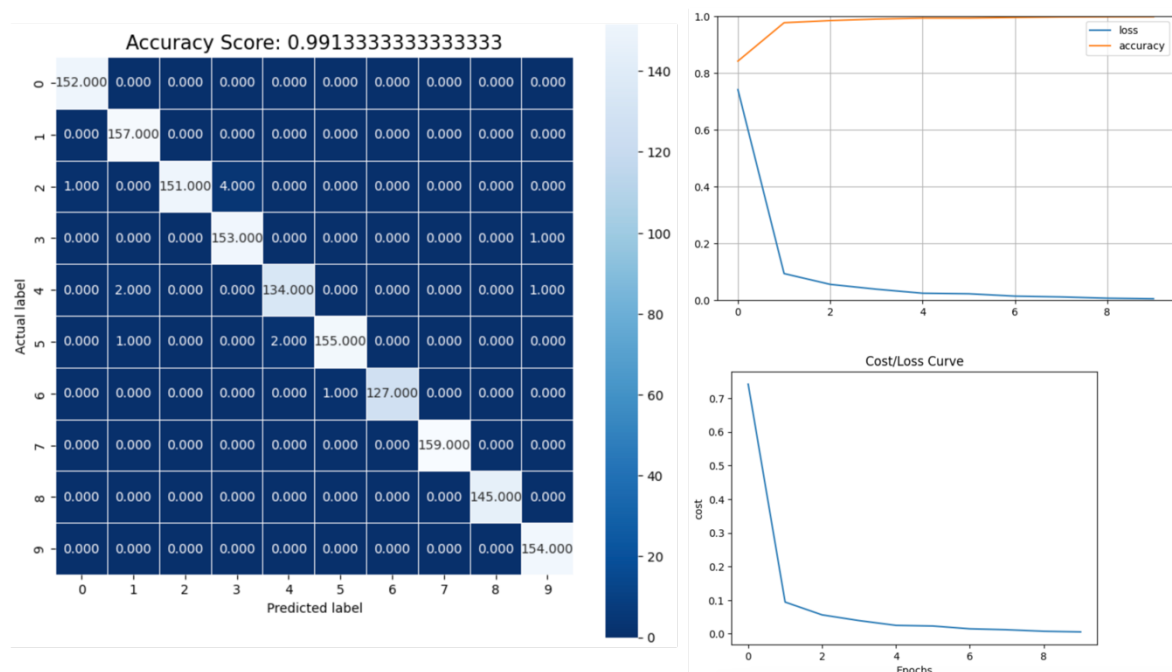 Accuracy Score: 0.9913333333333333
0 -152.000 0.000 0.000 0.000 0.000 0.000 0.000 0.000 0.000 0.000
1 0.000 157.000 0.000 0.000 0.000 0.000 0.000 0.000 0.000 0.000
2 1.000 0.000 151.000 4.000 0.000 0.000 0.000 0.000 0.000 0.000
3 0.000 0.000 0.000 153.000 0.000 0.000 0.000 0.000 0.000 1.000
4 0.000 2.000 0.000 0.000 134.000 0.000 0.000 0.000 0.000 1.000
5 0.000 1.000 0.000 0.000 2.000 155.000 0.000 0.000 0.000 0.000
6 0.000 0.000 0.000 0.000 0.000 1.000 127.000 0.000 0.000 0.000
7 0.000 0.000 0.000 0.000 0.000 0.000 0.000 159.000 0.000 0.000
8 0.000 0.000 0.000 0.000 0.000 0.000 0.000 0.000 145.000 0.000
9 0.000 0.000 0.000 0.000 0.000 0.000 0.000 0.000 0.000 154.000
0 1 2 3 4 5 6 7 8 9
Actual label
Predicted label
140
120
100
80
60
40
20
0
1.0
0.8
0.6
0.4
0.2
0.0
0 2 4 6 8
loss
accuracy
Cost/Loss Curve
0.7
0.6
0.5
0.4
0.3
0.2
0.1
0.0
cost
0 2 4 6 8
Epochs